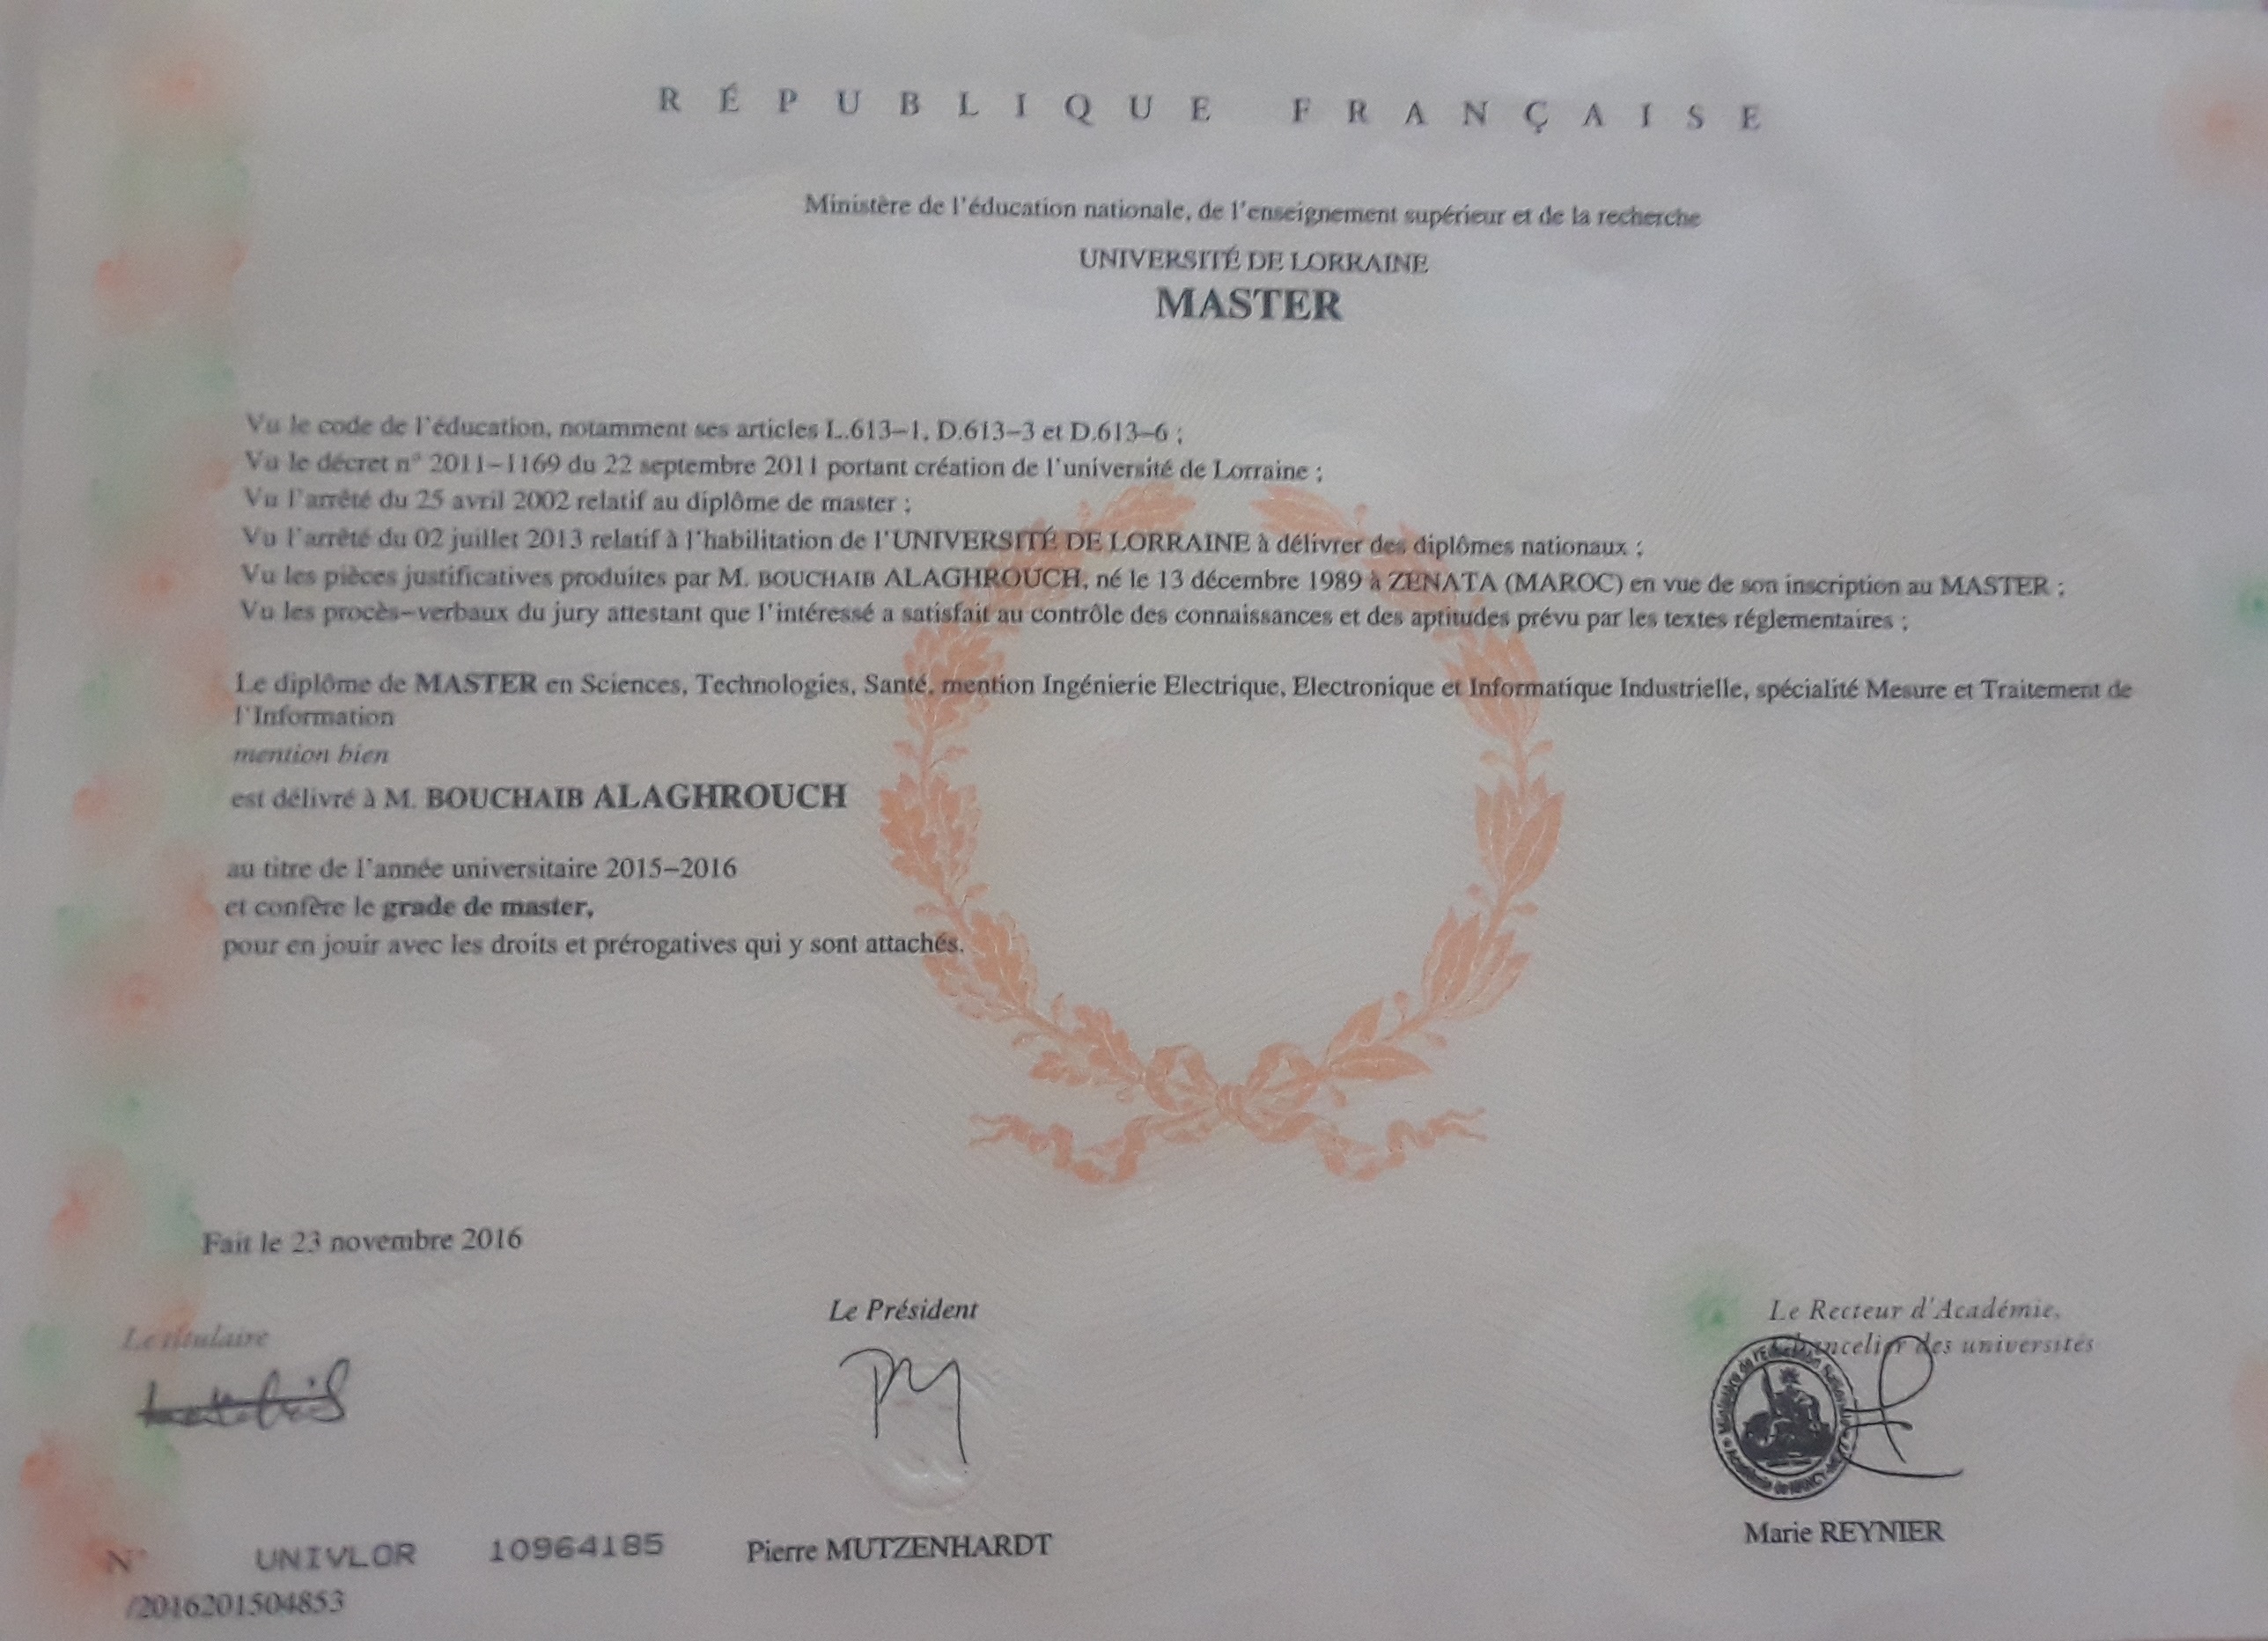 RÉPUBLIQUE FRANÇAISE
Ministère de l'éducation nationale, de l'enseignement supérieur et de la recherche
UNIVERSITÉ DE LORRAINE
MASTER
Vu le code de l'éducation, notamment ses articles L.613-1, D.613-3 et D.613-6 ;
Vu le décret n° 2011-1169 du 22 septembre 2011 portant création de l'université de Lorraine ;
Vu l'arrêté du 25 avril 2002 relatif au diplôme de master ;
Vu l'arrêté du 02 juillet 2013 relatif à l'habilitation de l'UNIVERSITÉ DE LORRAINE à délivrer des diplômes nationaux ;
Vu les pièces justificatives produites par M. BOUCHAIB ALAGHROUCH, né le 13 décembre 1989 à ZENATA (MAROC) en vue de son inscription au MASTER ;
Vu les procès-verbaux du jury attestant que l'intéressé a satisfait au contrôle des connaissances et des aptitudes prévu par les textes réglementaires ;
Le diplôme de MASTER en Sciences, Technologies, Santé, mention Ingénierie Electrique, Electronique et Informatique Industrielle, spécialité Mesure et Traitement de
l'Information
mention bien
est délivré à M. BOUCHAIB ALAGHROUCH
au titre de l'année universitaire 2015-2016
et confère le grade de master,
pour en jouir avec les droits et prérogatives qui y sont attachés.
Fait le 23 novembre 2016
Le titulaire
Le Président
Le Recteur d'Académie,
Chancelier des universités
Ministère de l'Education Nationale
Académie de NANCY-
Pierre MUTZENHARDT
Marie REYNIER
N° UNIVLOR 10964185
/2016201504853